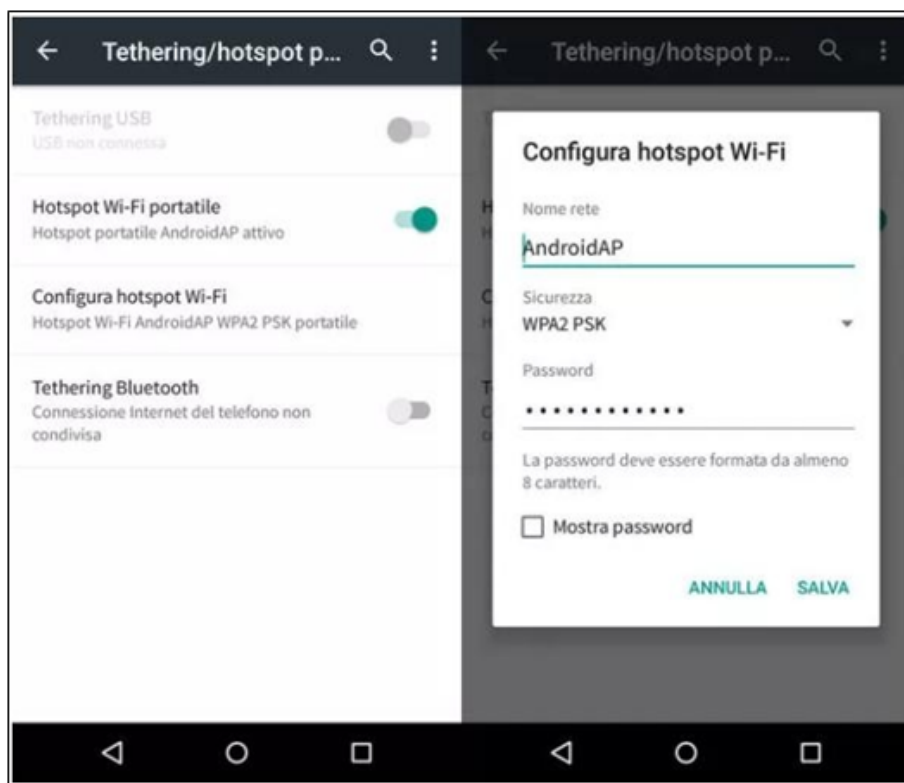 Tethering/hotspot p...
Tethering USB
USB non connessa
Hotspot Wi-Fi portatile
Hotspot portatile AndroidAP attivo
Configura hotspot Wi-Fi
Hotspot Wi-Fi AndroidAP WPA2 PSK portatile
Tethering Bluetooth
Connessione Internet del telefono non
condivisa
Tethering/hotspot p...
Configura hotspot Wi-Fi
Nome rete
AndroidAP
Sicurezza
WPA2 PSK
Password
••••••••••••
La password deve essere formata da almeno
8 caratteri.
Mostra password
ANNULLA SALVA